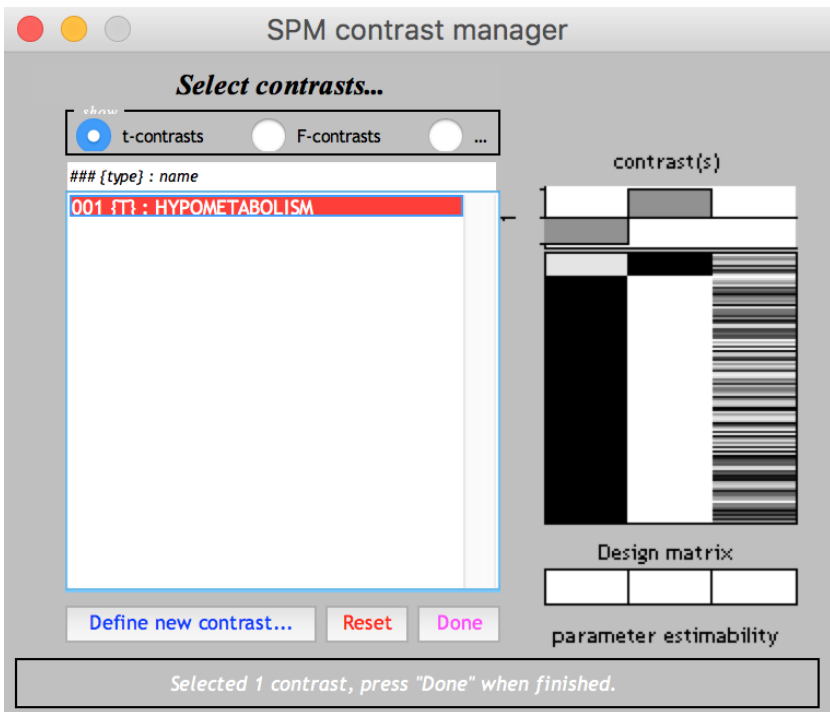 SPM contrast manager
Select contrasts...
show
t-contrasts F-contrasts ...
### {type} : name
001 {T} : HYPOMETABOLISM
contrast(s)
1
Design matrix
parameter estimability
Define new contrast... Reset Done
Selected 1 contrast, press "Done" when finished.